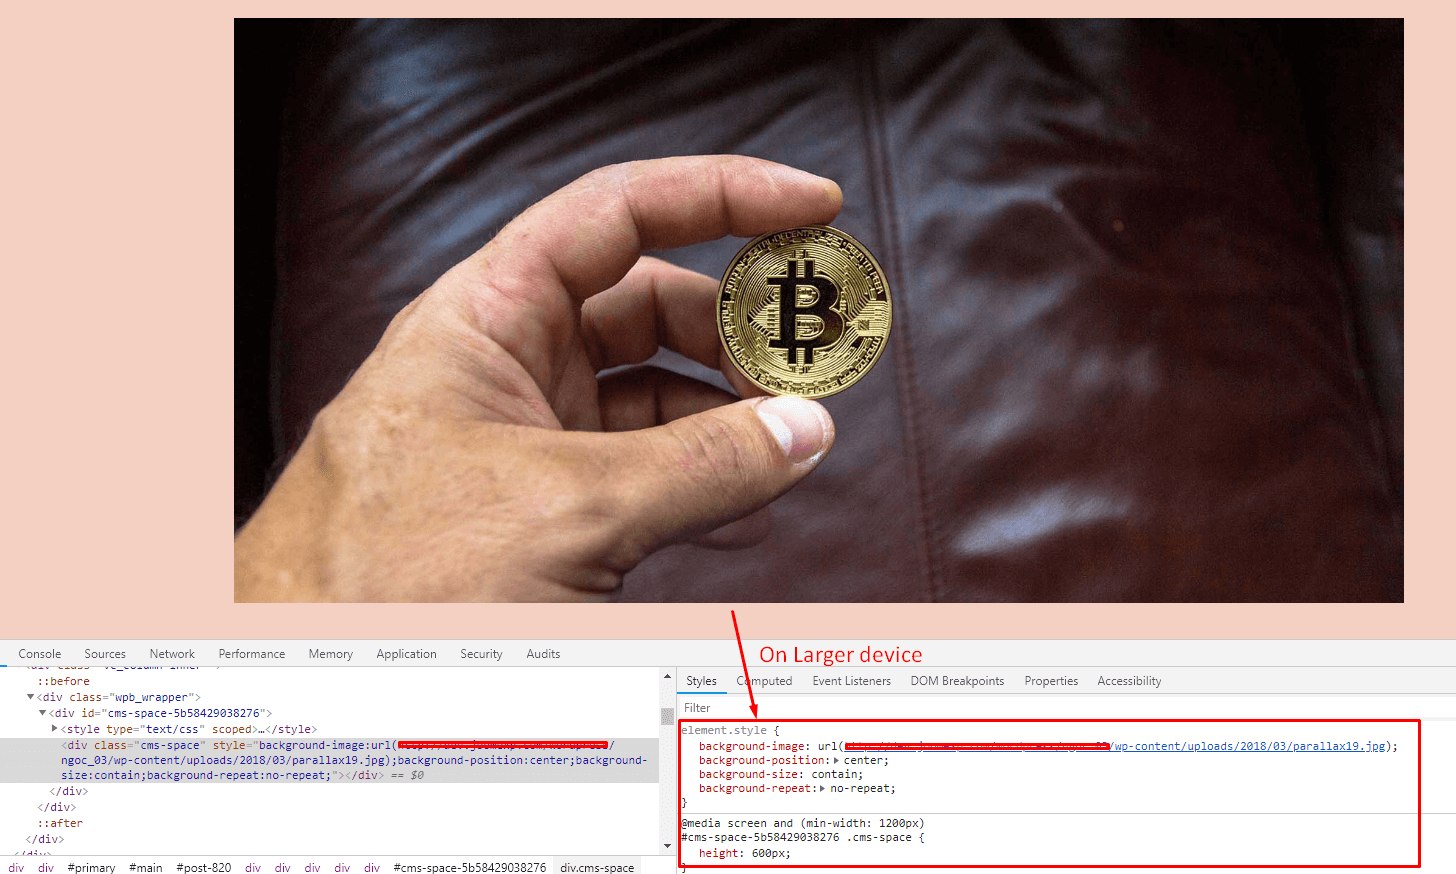 B
Console Sources Network Performance Memory Application Security Audits
On Larger device
::before
▼<div class="wpb_wrapper">
▼<div id="cms-space-5b58429038276">
▶<style type="text/css" scoped>…</style>
<div class="cms-space" style="background-image:url(
/
ngoc_03/wp-content/uploads/2018/03/parallax19.jpg);background-position:center;background-
size:contain;background-repeat:no-repeat;"></div> == $0
</div>
</div>
::after
</div>
</div>
div div #primary #main #post-820 div div div div div #cms-space-5b58429038276 div.cms-space
Styles Computed Event Listeners DOM Breakpoints Properties Accessibility
Filter
element.style {
background-image: url(
/wp-content/uploads/2018/03/parallax19.jpg);
background-position:▶ center;
background-size: contain;
background-repeat:▶ no-repeat;
}
@media screen and (min-width: 1200px)
#cms-space-5b58429038276 .cms-space {
height: 600px;
}